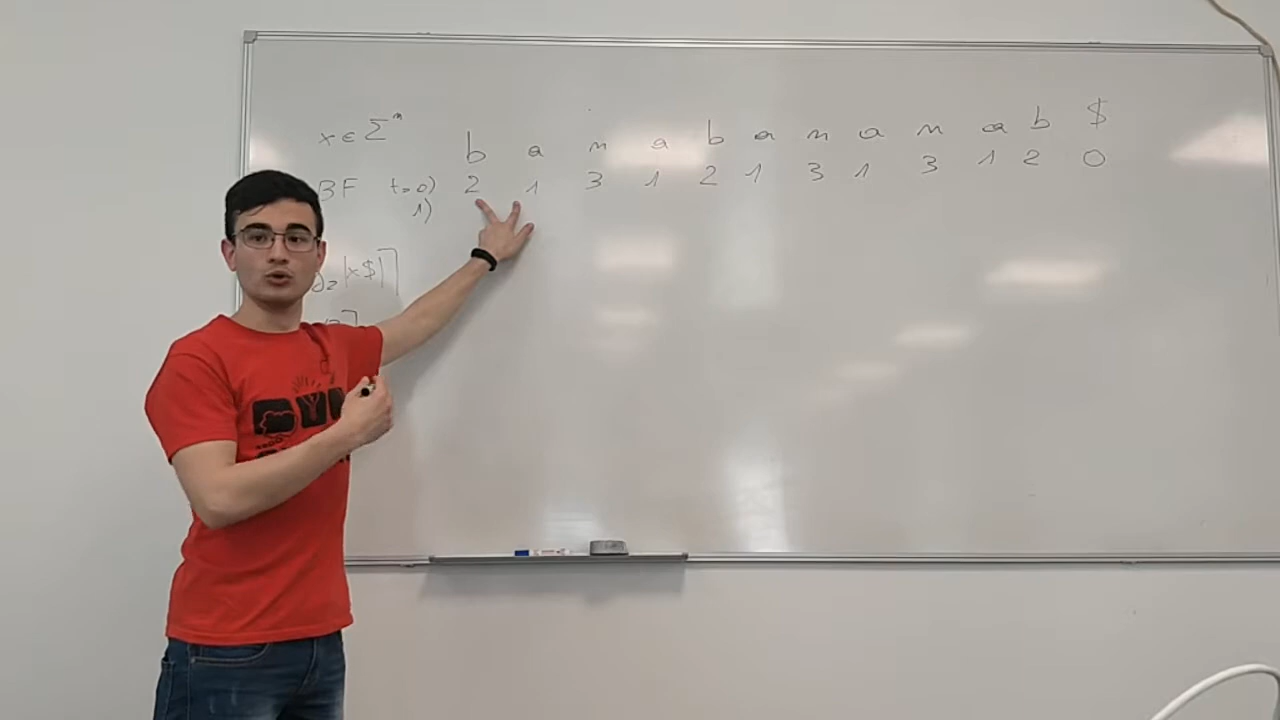 x ∈ Σⁿ
b a n a b a n a n a b $
BF t=0) 2 1 3 1 2 1 3 1 3 1 2 0
1)
|x$|⌉